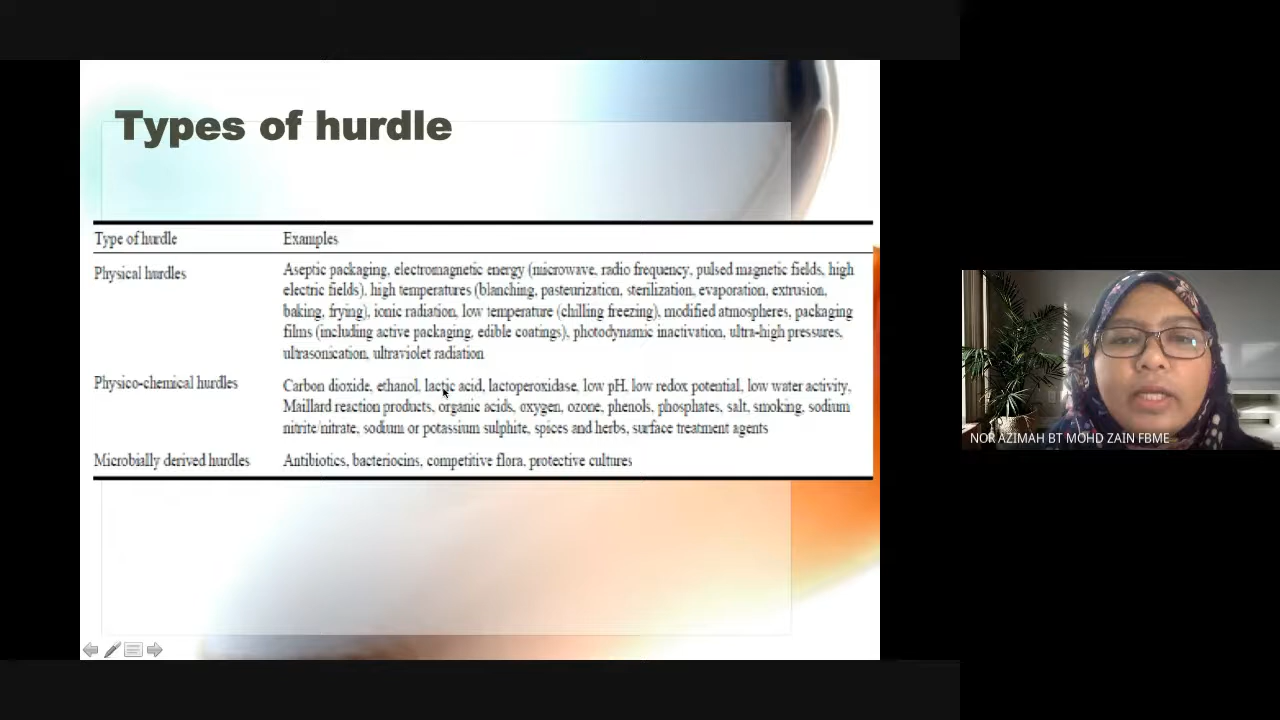 Types of hurdle
Type of hurdle Examples
Physical hurdles Aseptic packaging, electromagnetic energy (microwave, radio frequency, pulsed magnetic fields, high
electric fields), high temperatures (blanching, pasteurization, sterilization, evaporation, extrusion,
baking, frying), ionic radiation, low temperature (chilling freezing), modified atmospheres, packaging
films (including active packaging, edible coatings), photodynamic inactivation, ultra-high pressures,
ultrasonication, ultraviolet radiation
Physico-chemical hurdles Carbon dioxide, ethanol, lactic acid, lactoperoxidase, low pH, low redox potential, low water activity,
Maillard reaction products, organic acids, oxygen, ozone, phenols, phosphates, salt, smoking, sodium
nitrite/nitrate, sodium or potassium sulphite, spices and herbs, surface treatment agents
Microbially derived hurdles Antibiotics, bacteriocins, competitive flora, protective cultures
NOR AZIMAH BT MOHD ZAIN FBME